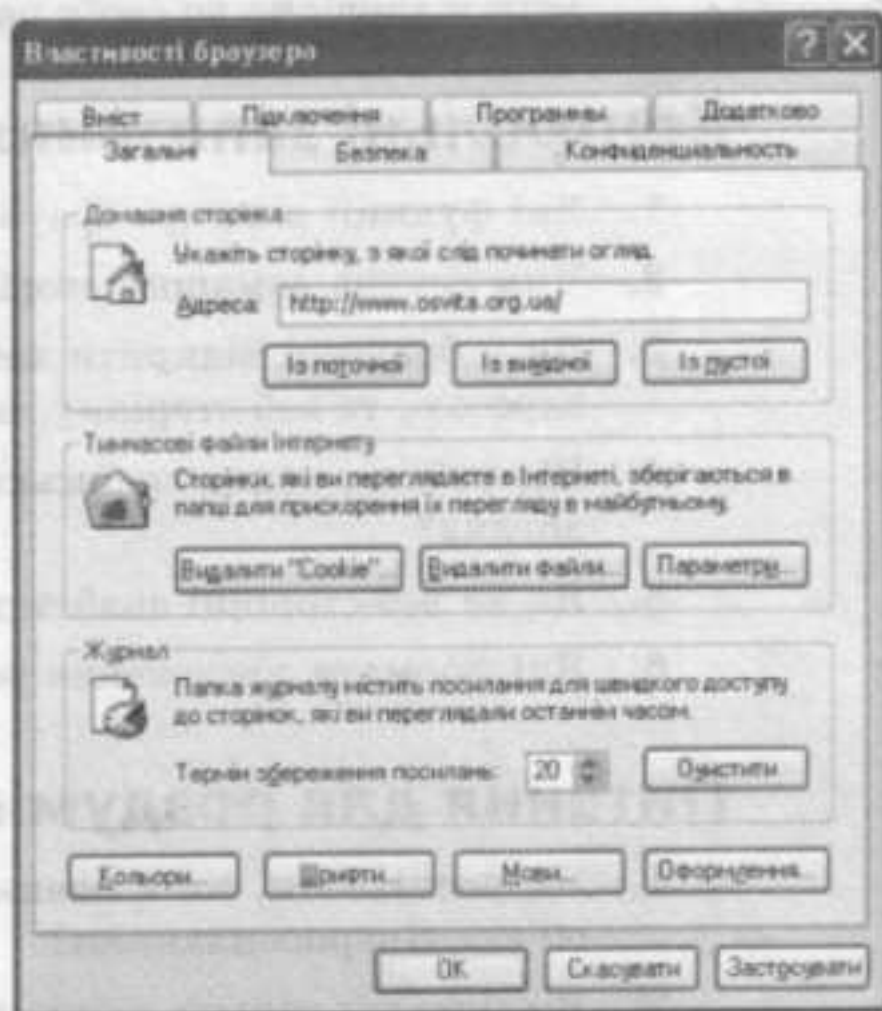 Властивості браузера
Вміст Підключення Программы Додатково
Загальні Безпека Конфиденциальность
Домашня сторінка
Укажіть сторінку, з якої слід починати огляд.
Адреса: http://www.osvita.org.ua/
Із поточної Із вихідної Із пустої
Тимчасові файли Інтернету
Сторінки, які ви переглядаєте в Інтернеті, зберігаються в
папці для прискорення їх перегляду в майбутньому.
Видалити "Cookie"... Видалити файли... Параметры...
Журнал
Папка журналу містить посилання для швидкого доступу
до сторінок, які ви переглядали останнім часом.
Термін збереження посилань: 20 Очистити
Кольори... Шрифти... Мови... Оформлення...
OK Скасувати Застосувати